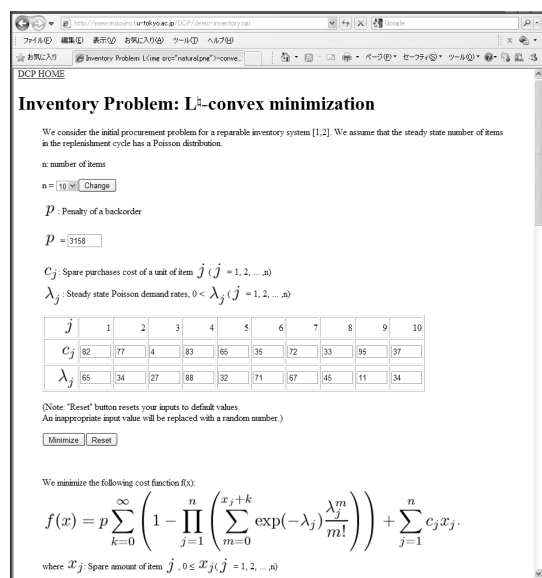 http://www.misojiro.t.u-tokyo.ac.jp/DCP/demo-inventory.cgi
Google
ファイル(F) 編集(E) 表示(V) お気に入り(A) ツール(T) ヘルプ(H)
お気に入り
Inventory Problem: L<img src="natural.png">-conve...
ページ(P) セーフティ(S) ツール(O)
DCP HOME
Inventory Problem: L♮-convex minimization
We consider the initial procurement problem for a reparable inventory system [1,2]. We assume that the steady state number of items
in the replenishment cycle has a Poisson distribution.
n: number of items
n = 10 Change
p : Penalty of a backorder
p = 3158
c_j : Spare purchases cost of a unit of item j ( j = 1, 2, ... ,n)
λ_j : Steady state Poisson demand rates, 0 < λ_j ( j = 1, 2, ... ,n)
j 1 2 3 4 5 6 7 8 9 10
c_j 82 77 4 83 65 35 72 33 95 37
λ_j 65 34 27 88 32 71 67 45 11 34
(Note: "Reset" button resets your inputs to default values.
An inappropriate input value will be replaced with a random number.)
Minimize Reset
We minimize the following cost function f(x):
f(x) = p ∑_{k=0}^{∞} ( 1 − ∏_{j=1}^{n} ( ∑_{m=0}^{x_j+k} exp(−λ_j) λ_j^m / m! ) ) + ∑_{j=1}^{n} c_j x_j.
where x_j : Spare amount of item j , 0 ≤ x_j ( j = 1, 2, ... ,n)